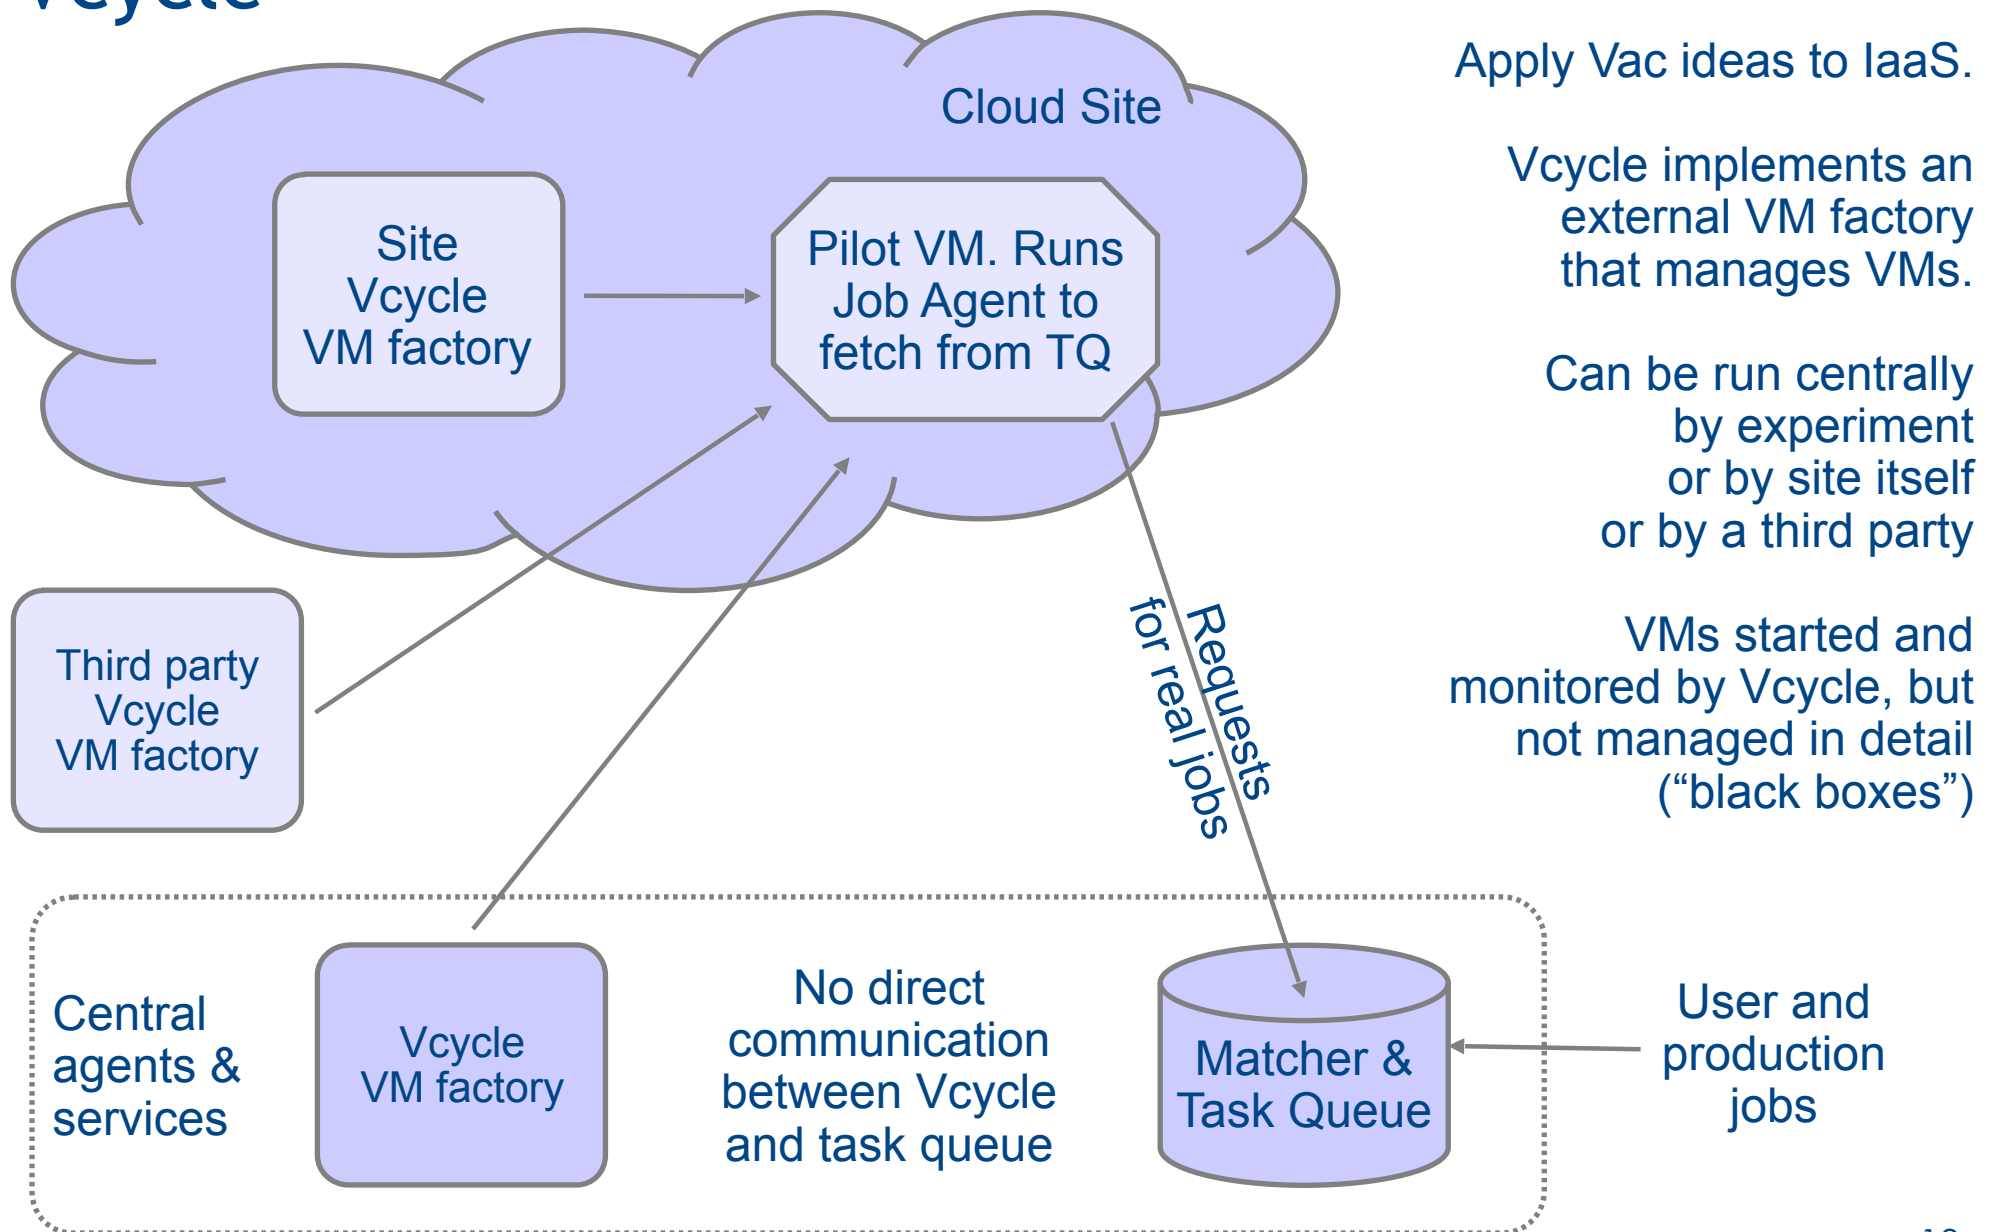 Vcycle
Cloud Site
Site
Vcycle
VM factory
Pilot VM. Runs
Job Agent to
fetch from TQ
Third party
Vcycle
VM factory
Requests
for real jobs
Central
agents &
services
Vcycle
VM factory
No direct
communication
between Vcycle
and task queue
Matcher &
Task Queue
User and
production
jobs
Apply Vac ideas to IaaS.
Vcycle implements an
external VM factory
that manages VMs.
Can be run centrally
by experiment
or by site itself
or by a third party
VMs started and
monitored by Vcycle, but
not managed in detail
(“black boxes”)